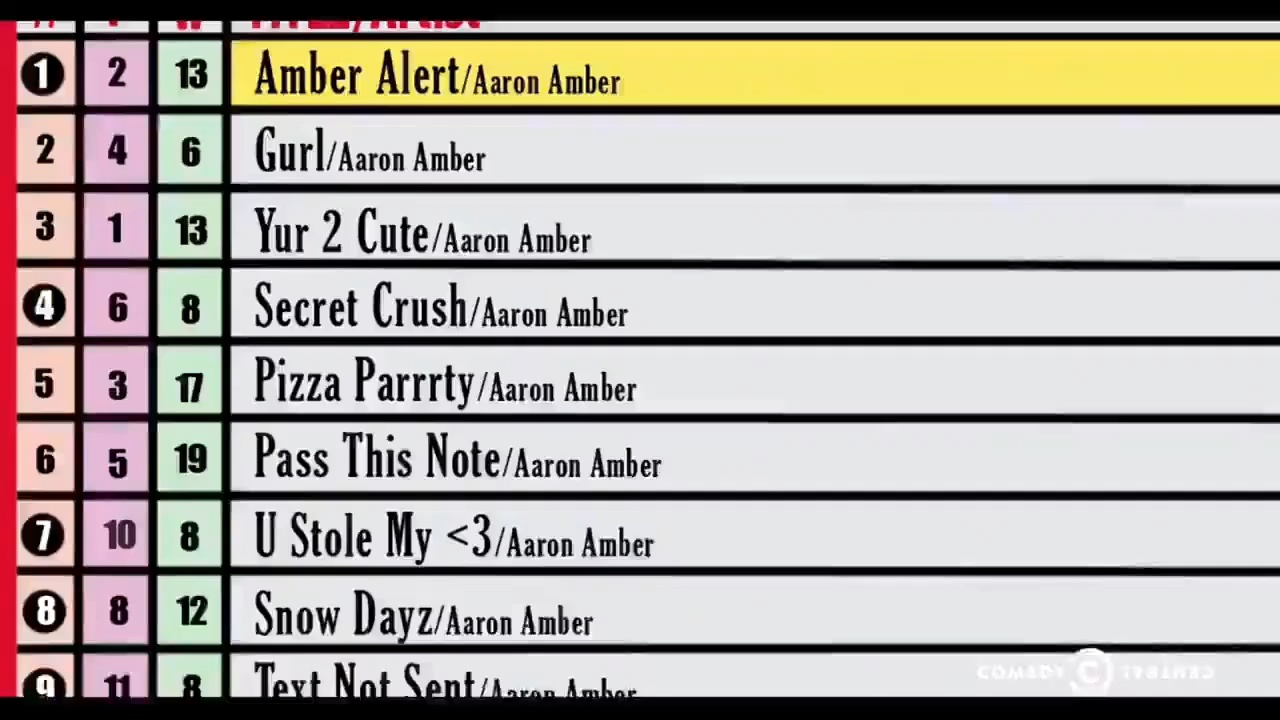 1 2 13 Amber Alert/Aaron Amber
2 4 6 Gurl/Aaron Amber
3 1 13 Yur 2 Cute/Aaron Amber
4 6 8 Secret Crush/Aaron Amber
5 3 17 Pizza Parrrty/Aaron Amber
6 5 19 Pass This Note/Aaron Amber
7 10 8 U Stole My <3/Aaron Amber
8 8 12 Snow Dayz/Aaron Amber
9 11 8 Text Not Sent/Aaron Amber
COMEDY CENTRAL